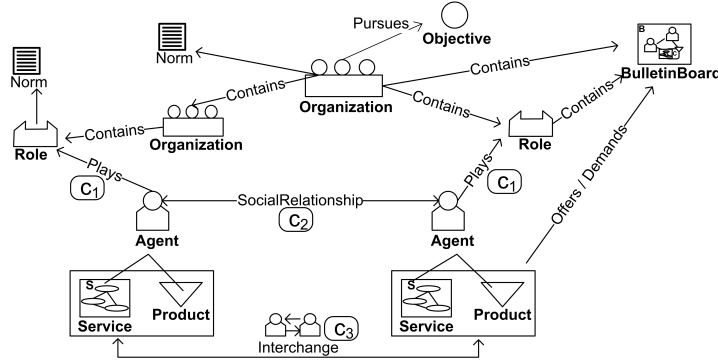 Pursues
Objective
B
Norm
Norm
Contains
BulletinBoard
Contains
Organization
Contains
Contains
Contains
Organization
Role
Role
Plays
C1
Plays
C1
Offers / Demands
SocialRelationship
C2
Agent
Agent
S
Service
Product
S
Service
Product
C3
Interchange